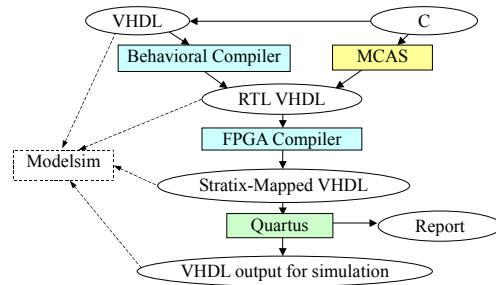 VHDL
C
Behavioral Compiler
MCAS
RTL VHDL
FPGA Compiler
Modelsim
Stratix-Mapped VHDL
Quartus
Report
VHDL output for simulation